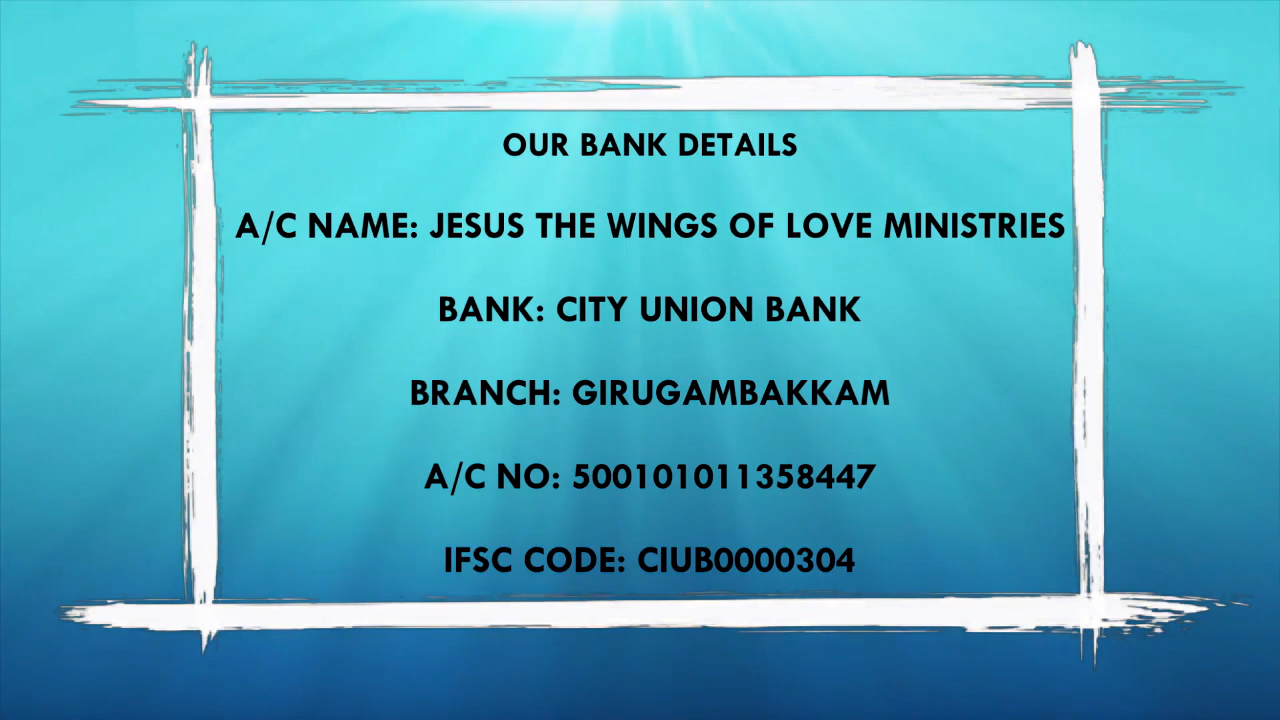 OUR BANK DETAILS
A/C NAME: JESUS THE WINGS OF LOVE MINISTRIES
BANK: CITY UNION BANK
BRANCH: GIRUGAMBAKKAM
A/C NO: 500101011358447
IFSC CODE: CIUB0000304